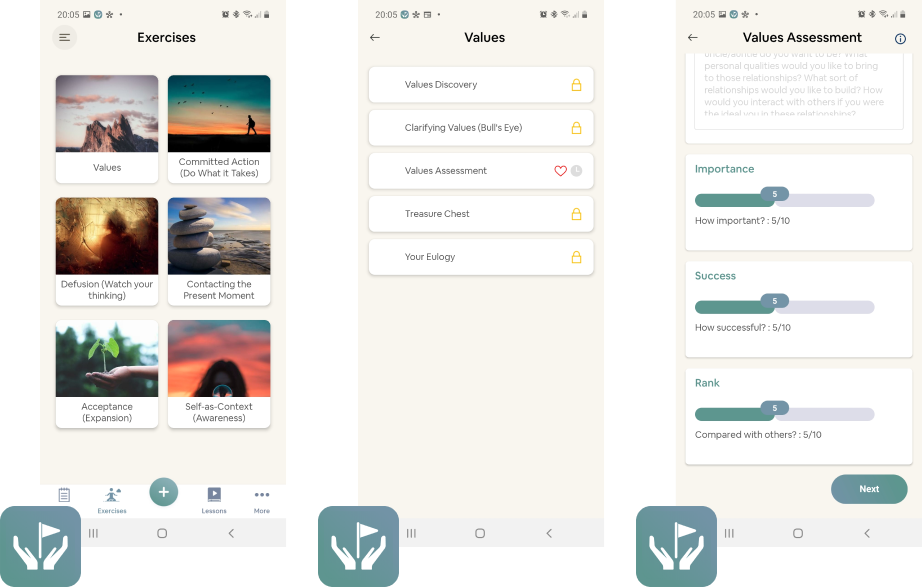 20:05
Exercises
Values
Committed Action
(Do What it Takes)
Defusion (Watch your
thinking)
Contacting the
Present Moment
Acceptance
(Expansion)
Self-as-Context
(Awareness)
Exercises
Lessons
More
20:05
Values
Values Discovery
Clarifying Values (Bull's Eye)
Values Assessment
Treasure Chest
Your Eulogy
20:05
Values Assessment
do you want to be? What
personal qualities would you like to bring
to those relationships? What sort of
relationships would you like to build? How
would you interact with others if you were
the ideal you in these relationships?
Importance
5
How important? : 5/10
Success
5
How successful? : 5/10
Rank
5
Compared with others? : 5/10
Next